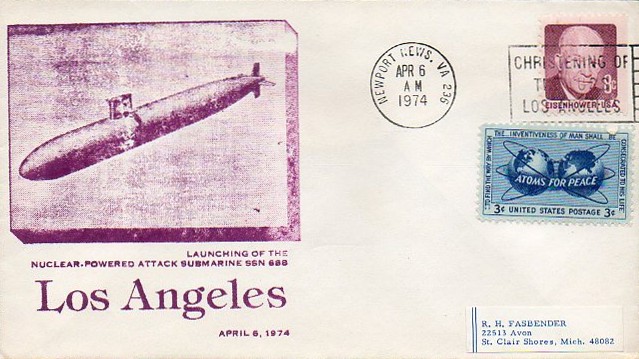 LAUNCHING OF THE
NUCLEAR-POWERED ATTACK SUBMARINE SSN 688
Los Angeles
APRIL 6, 1974
NEWPORT NEWS, VA 236
APR 6
AM
1974
CHRISTENING OF
LOS ANGELES
8¢
EISENHOWER·USA
TO FIND THE WAY BY WHICH THE INVENTIVENESS OF MAN SHALL BE CONSECRATED TO HIS LIFE
ATOMS FOR PEACE
3¢ UNITED STATES POSTAGE 3¢
R. H. FASBENDER
22513 Avon
St. Clair Shores, Mich. 48082